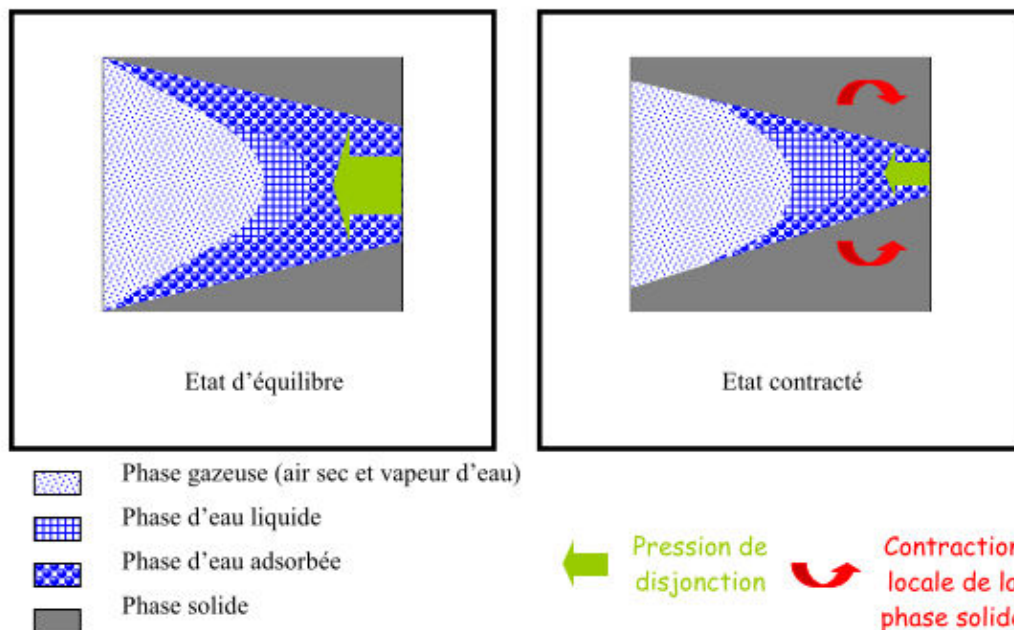 Etat d'équilibre
Etat contracté
Phase gazeuse (air sec et vapeur d'eau)
Phase d'eau liquide
Phase d'eau adsorbée
Phase solide
Pression de
disjonction
Contraction
locale de la
phase solide